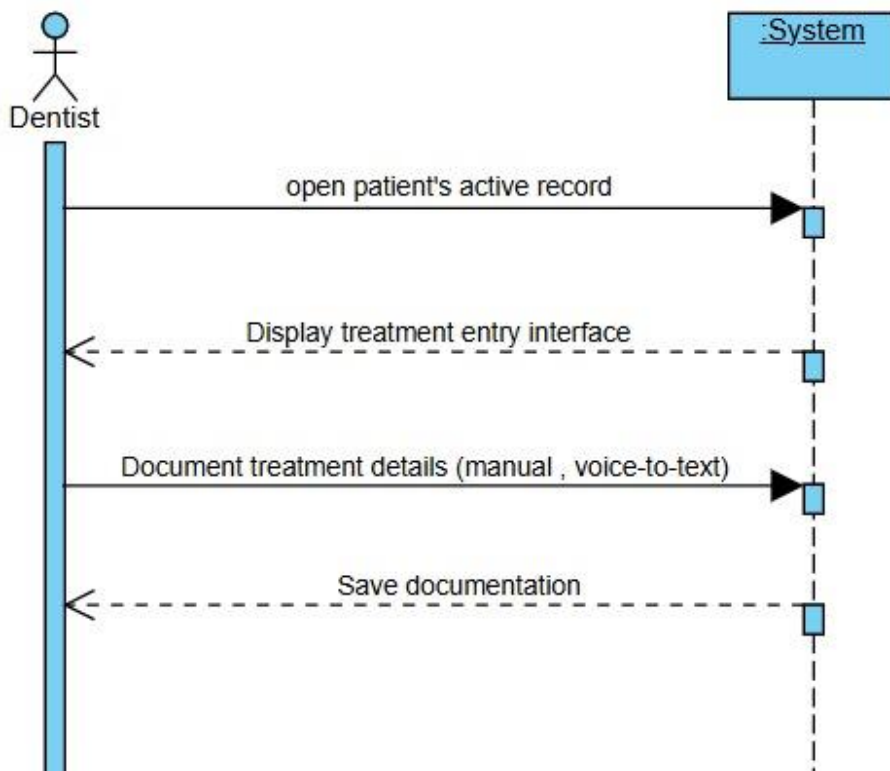 :System
Dentist
open patient's active record
Display treatment entry interface
Document treatment details (manual , voice-to-text)
Save documentation